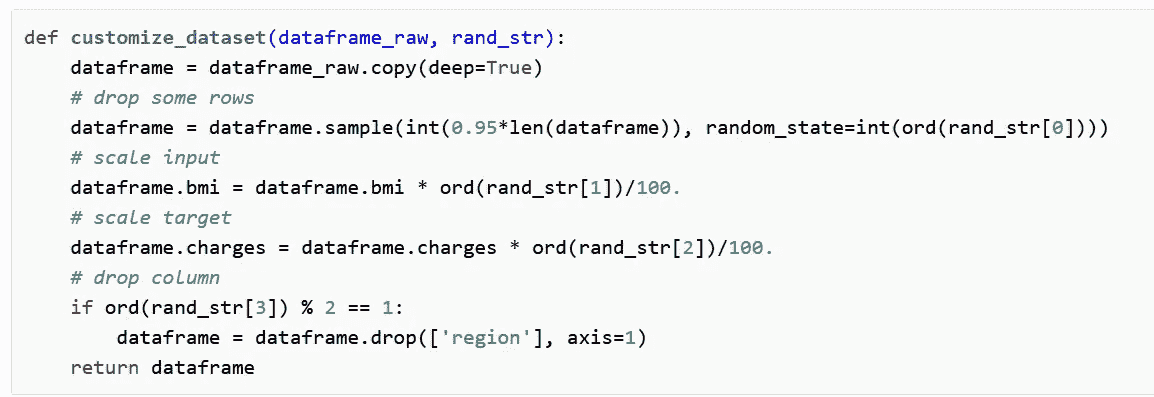 def customize_dataset(dataframe_raw, rand_str):
    dataframe = dataframe_raw.copy(deep=True)
    # drop some rows
    dataframe = dataframe.sample(int(0.95*len(dataframe)), random_state=int(ord(rand_str[0])))
    # scale input
    dataframe.bmi = dataframe.bmi * ord(rand_str[1])/100.
    # scale target
    dataframe.charges = dataframe.charges * ord(rand_str[2])/100.
    # drop column
    if ord(rand_str[3]) % 2 == 1:
        dataframe = dataframe.drop(['region'], axis=1)
    return dataframe